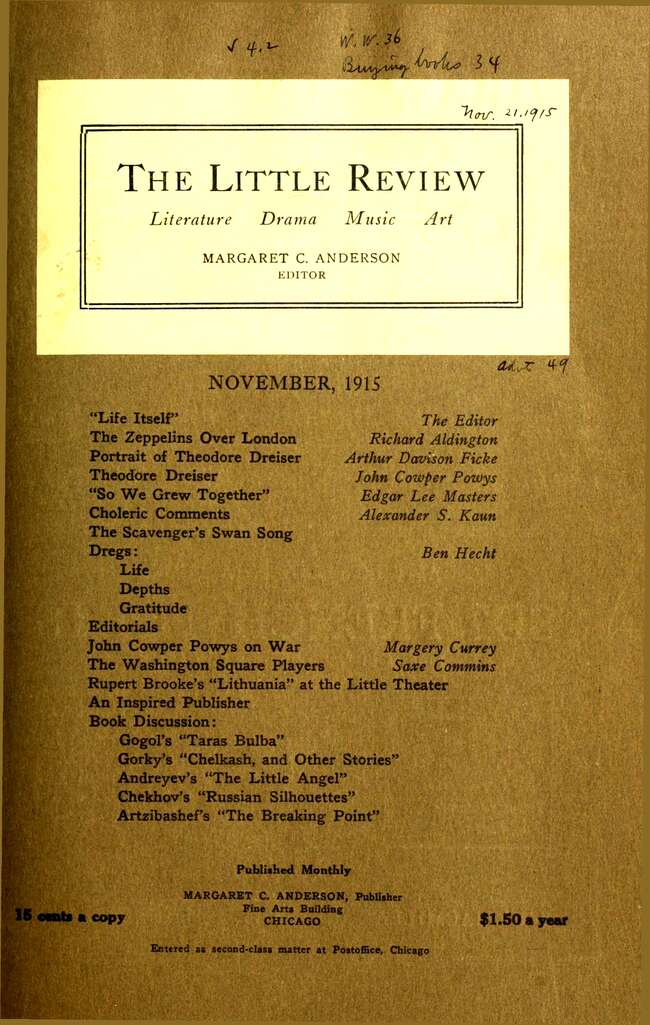 √ 4.2
W. W. 36
Buying books 34
Nov. 21. 1915
THE LITTLE REVIEW
Literature Drama Music Art
MARGARET C. ANDERSON
EDITOR
advt 49
NOVEMBER, 1915
“Life Itself” The Editor
The Zeppelins Over London Richard Aldington
Portrait of Theodore Dreiser Arthur Davison Ficke
Theodore Dreiser John Cowper Powys
“So We Grew Together” Edgar Lee Masters
Choleric Comments Alexander S. Kaun
The Scavenger’s Swan Song
Dregs: Ben Hecht
Life
Depths
Gratitude
Editorials
John Cowper Powys on War Margery Currey
The Washington Square Players Saxe Commins
Rupert Brooke’s “Lithuania” at the Little Theater
An Inspired Publisher
Book Discussion:
Gogol’s “Taras Bulba”
Gorky’s “Chelkash, and Other Stories”
Andreyev’s “The Little Angel”
Chekhov’s “Russian Silhouettes”
Artzibashef’s “The Breaking Point”
Published Monthly
MARGARET C. ANDERSON, Publisher
Fine Arts Building
CHICAGO
15 cents a copy
$1.50 a year
Entered as second-class matter at Postoffice, Chicago